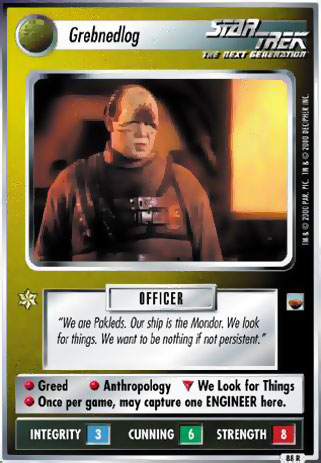 Grebnedlog
STAR TREK
THE NEXT GENERATION
TM & © 2000 PAR. PIC. TM & © 2000 DECIPHER INC.
OFFICER
"We are Pakleds. Our ship is the Mondor. We look
for things. We want to be nothing if not persistent."
Greed Anthropology We Look for Things
Once per game, may capture one ENGINEER here.
INTEGRITY 3 CUNNING 6 STRENGTH 8
88 R